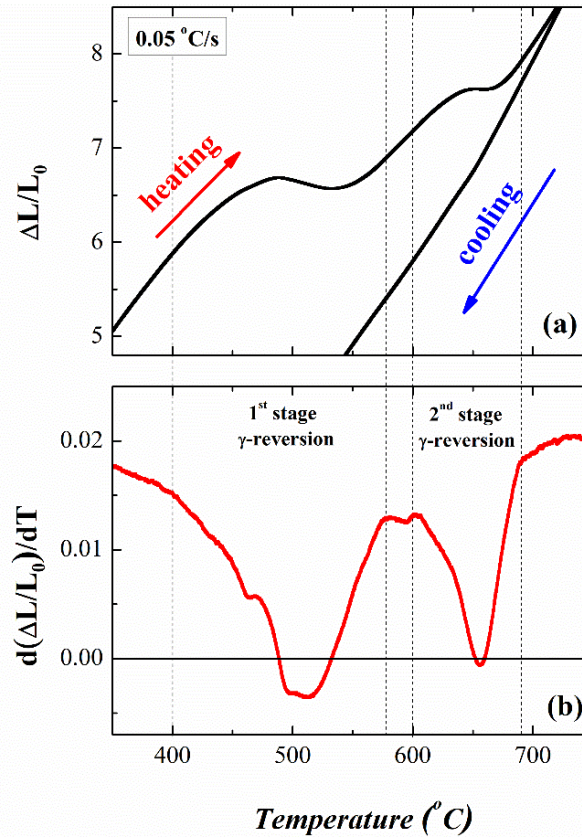 0.05 °C/s
8
7
6
5
ΔL/L₀
heating
cooling
(a)
1st stage
γ-reversion
2nd stage
γ-reversion
0.02
0.01
0.00
d(ΔL/L₀)/dT
(b)
400 500 600 700
Temperature (°C)